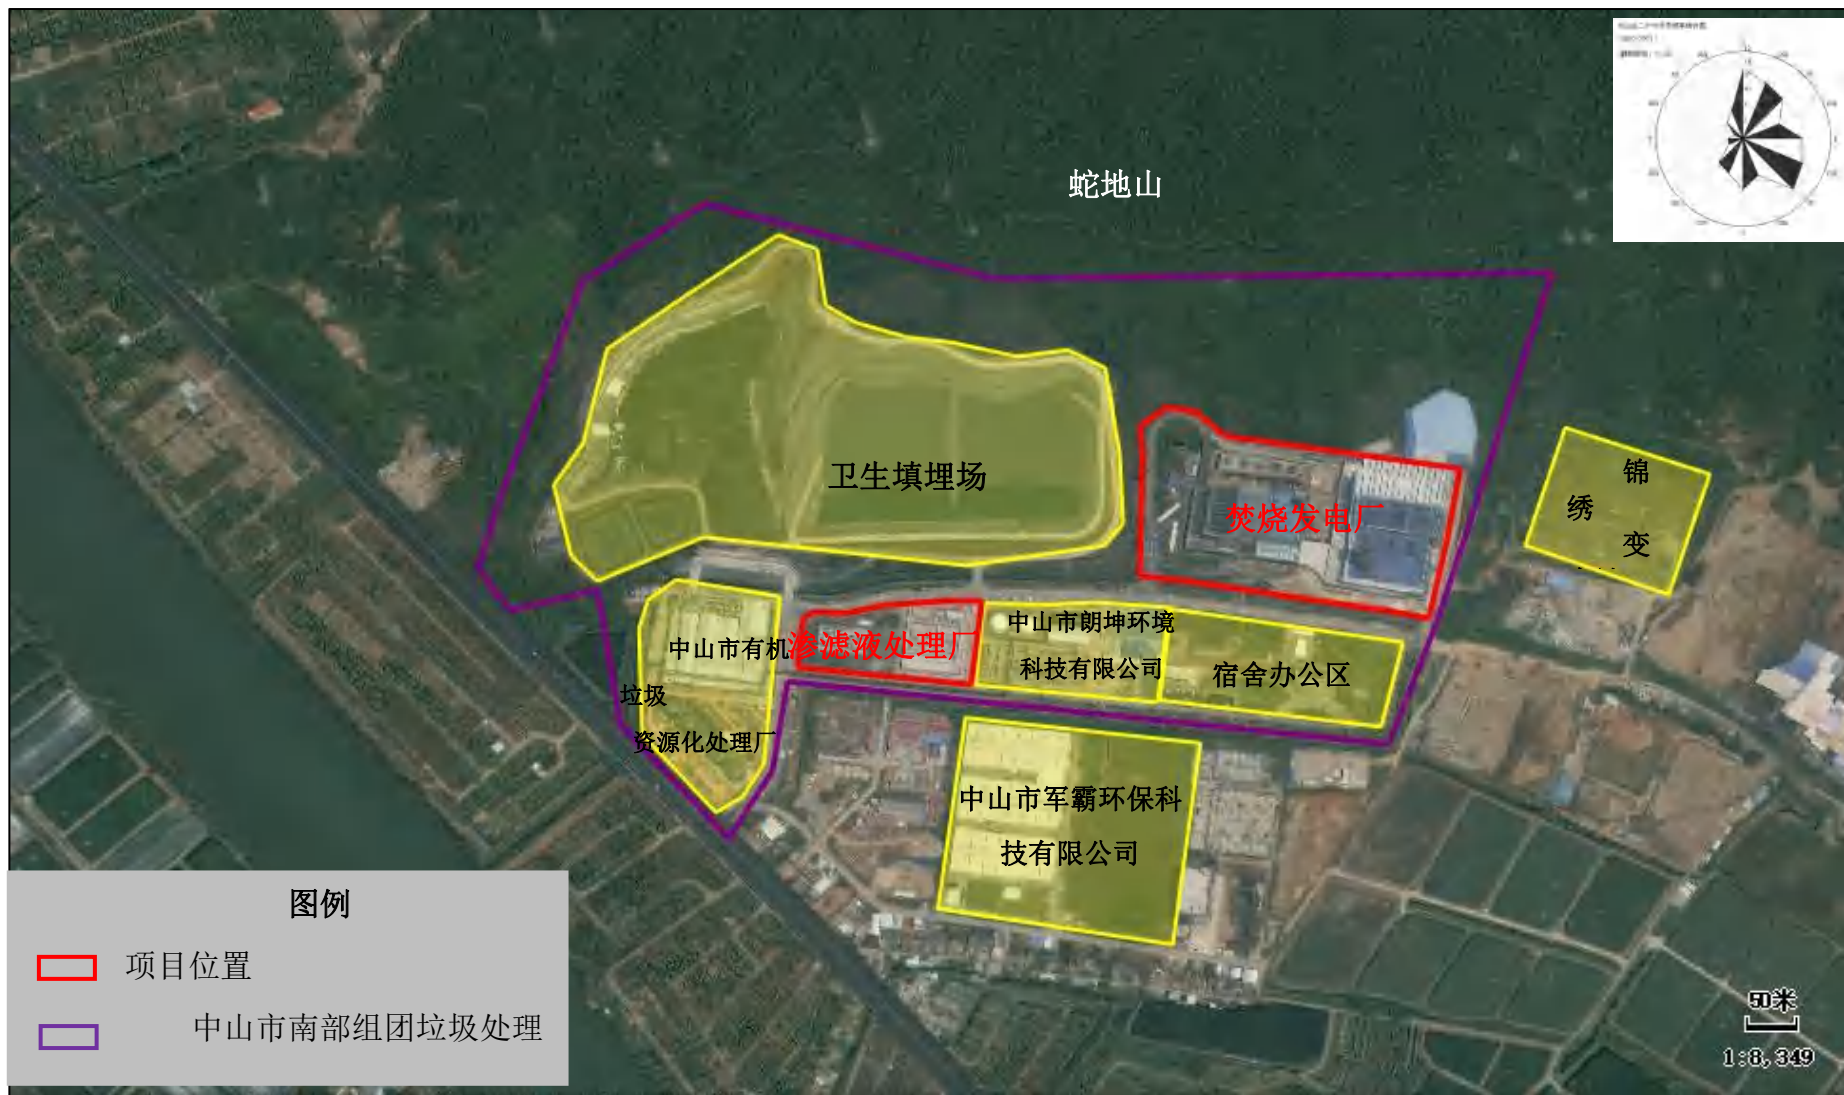 蛇地山
卫生填埋场
焚烧发电厂
锦
绣
变
中山市有机
垃圾
资源化处理厂
渗滤液处理厂
中山市朗坤环境
科技有限公司
宿舍办公区
中山市军霸环保科
技有限公司
图例
项目位置
中山市南部组团垃圾处理
50米
1:8,349